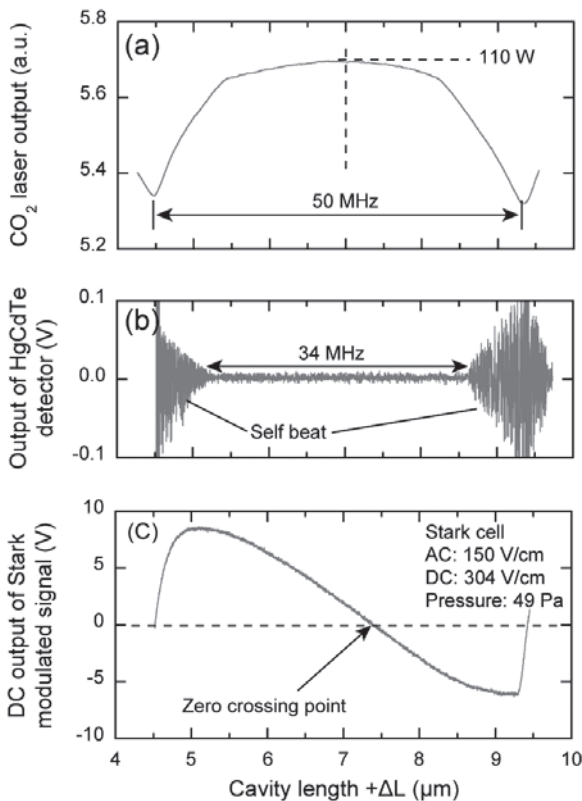 (a)
110 W
50 MHz
CO₂ laser output (a.u.)
5.8
5.6
5.4
5.2
(b)
34 MHz
Self beat
Output of HgCdTe
detector (V)
0.1
0.0
-0.1
(C)
Stark cell
AC: 150 V/cm
DC: 304 V/cm
Pressure: 49 Pa
Zero crossing point
DC output of Stark
modulated signal (V)
10
5
0
-5
-10
4 5 6 7 8 9 10
Cavity length +ΔL (μm)